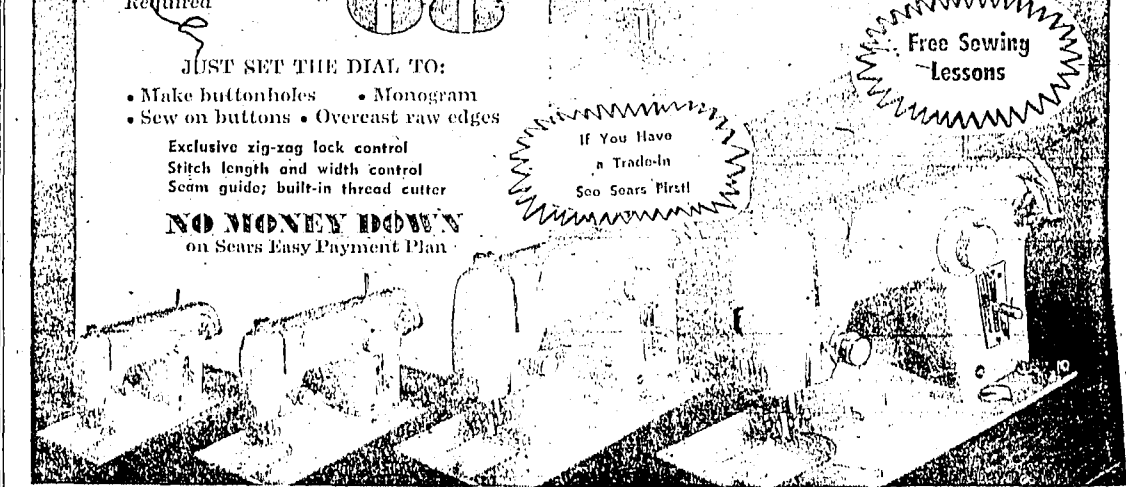 Required
88
JUST SET THE DIAL TO:
• Make buttonholes • Monogram
• Sew on buttons • Overcast raw edges
Exclusive zig-zag lock control
Stitch length and width control
Seam guide; built-in thread cutter
NO MONEY DOWN
on Sears Easy Payment Plan
If You Have
a Trade-In
See Sears First!
Free Sewing
Lessons